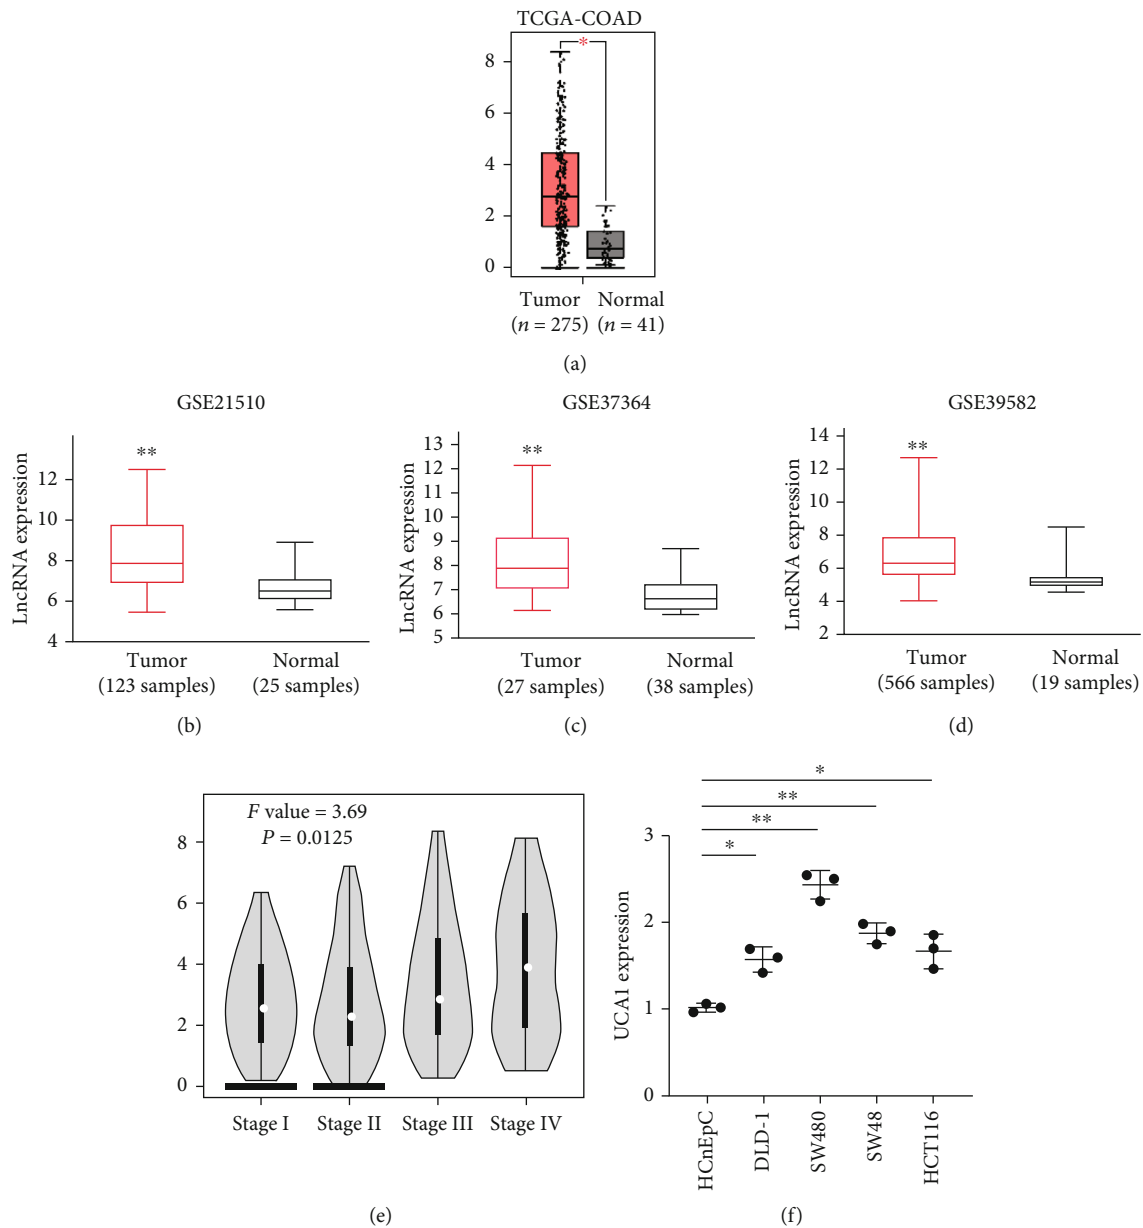 TCGA-COAD
*
8
6
4
2
0
Tumor Normal
(n = 275) (n = 41)
(a)
GSE21510
**
LncRNA expression
12
10
8
6
4
Tumor Normal
(123 samples) (25 samples)
(b)
GSE37364
**
LncRNA expression
13
12
11
10
9
8
7
6
5
Tumor Normal
(27 samples) (38 samples)
(c)
GSE39582
**
LncRNA expression
14
12
10
8
6
4
2
Tumor Normal
(566 samples) (19 samples)
(d)
F value = 3.69
P = 0.0125
8
6
4
2
0
Stage I Stage II Stage III Stage IV
(e)
*
**
**
*
UCA1 expression
3
2
1
0
HCnEpC
DLD-1
SW480
SW48
HCT116
(f)